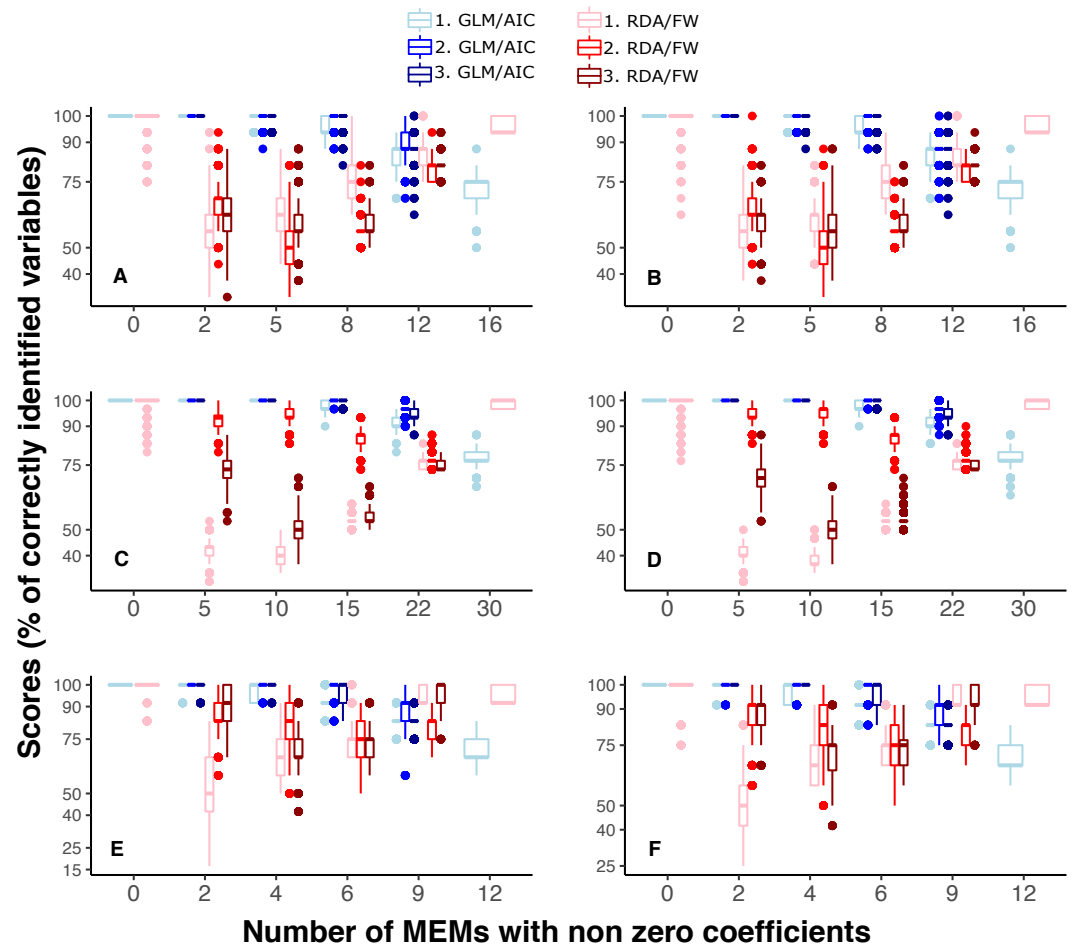 1. GLM/AIC
2. GLM/AIC
3. GLM/AIC
1. RDA/FW
2. RDA/FW
3. RDA/FW
Scores (% of correctly identified variables)
100
90
75
50
40
A
0 2 5 8 12 16
100
90
75
50
40
B
0 2 5 8 12 16
100
90
75
50
40
C
0 5 10 15 22 30
100
90
75
50
40
D
0 5 10 15 22 30
100
90
75
50
40
25
15
E
0 2 4 6 9 12
100
90
75
50
40
25
F
0 2 4 6 9 12
Number of MEMs with non zero coefficients